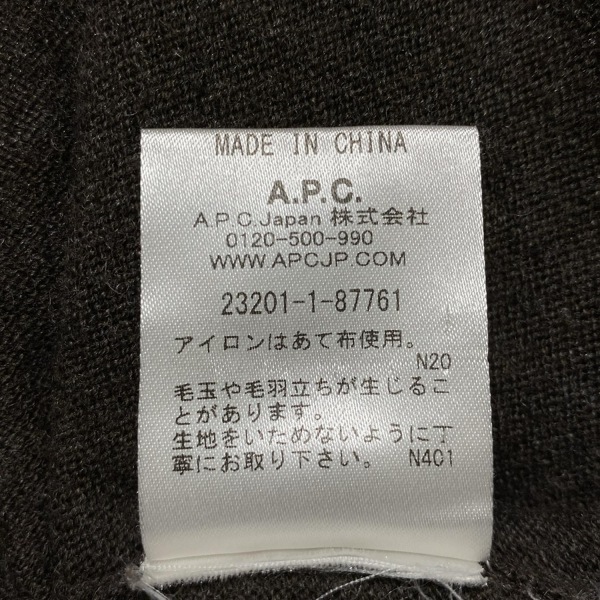 MADE IN CHINA
A.P.C.
A.P.C.Japan 株式会社
0120-500-990
WWW.APCJP.COM
23201-1-87761
アイロンはあて布使用。
N20
毛玉や毛羽立ちが生じるこ
とがあります。
生地をいためないように丁
寧にお取り下さい。 N401